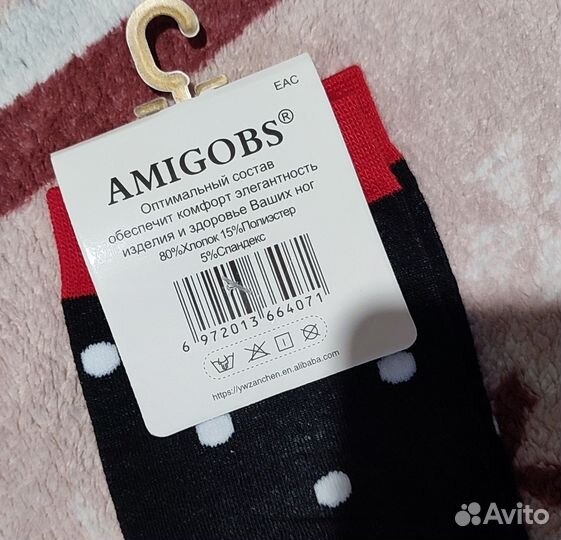 EAC
AMIGOBS®
Оптимальный состав
обеспечит комфорт элегантность
изделия и здоровье Ваших ног
80%Хлопок 15%Полиэстер
5%Спандекс
6 972013 664071
https://ywzanchen.en.alibaba.com
Avito